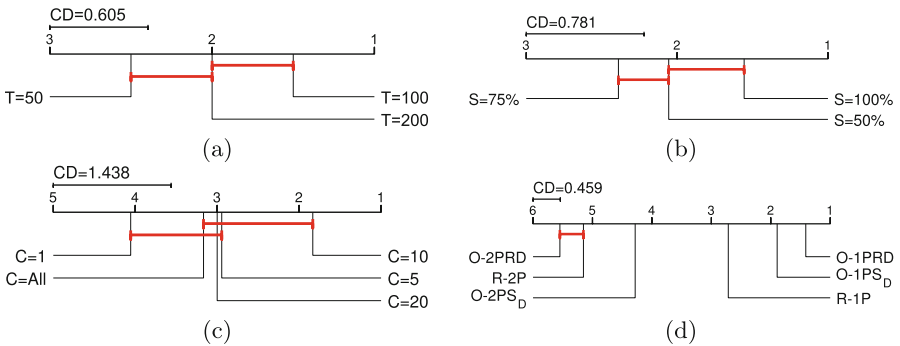 CD=0.605
3 2 1
T=50 T=100
T=200
(a)
CD=0.781
3 2 1
S=75% S=100%
S=50%
(b)
CD=1.438
5 4 3 2 1
C=1 C=10
C=All C=5
C=20
(c)
CD=0.459
6 5 4 3 2 1
O-2PRD O-1PRD
R-2P O-1PS_D
O-2PS_D R-1P
(d)